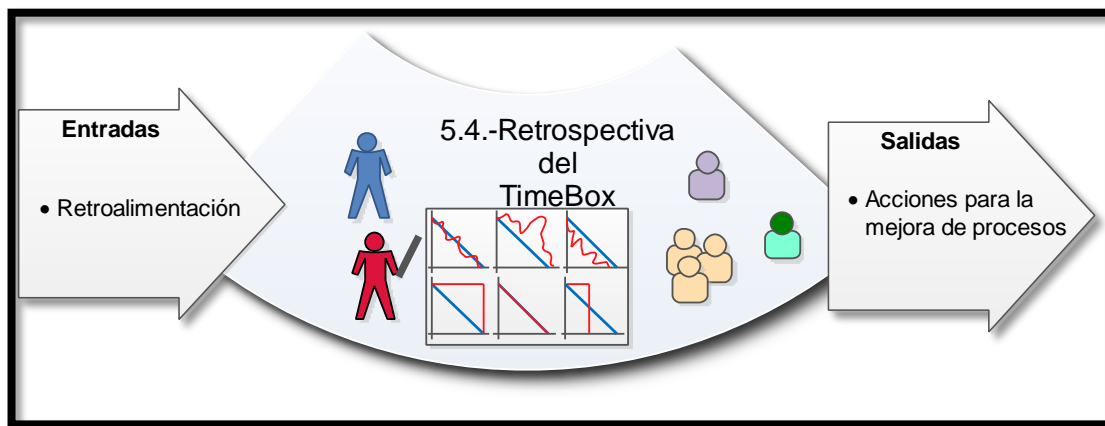 Entradas
• Retroalimentación
5.4.-Retrospectiva
del
TimeBox
Salidas
• Acciones para la
mejora de procesos